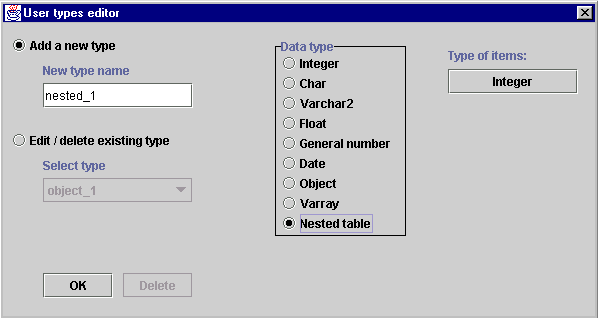 User types editor
Add a new type
New type name
nested_1
Edit / delete existing type
Select type
object_1
OK
Delete
Data type
Integer
Char
Varchar2
Float
General number
Date
Object
Varray
Nested table
Type of items:
Integer